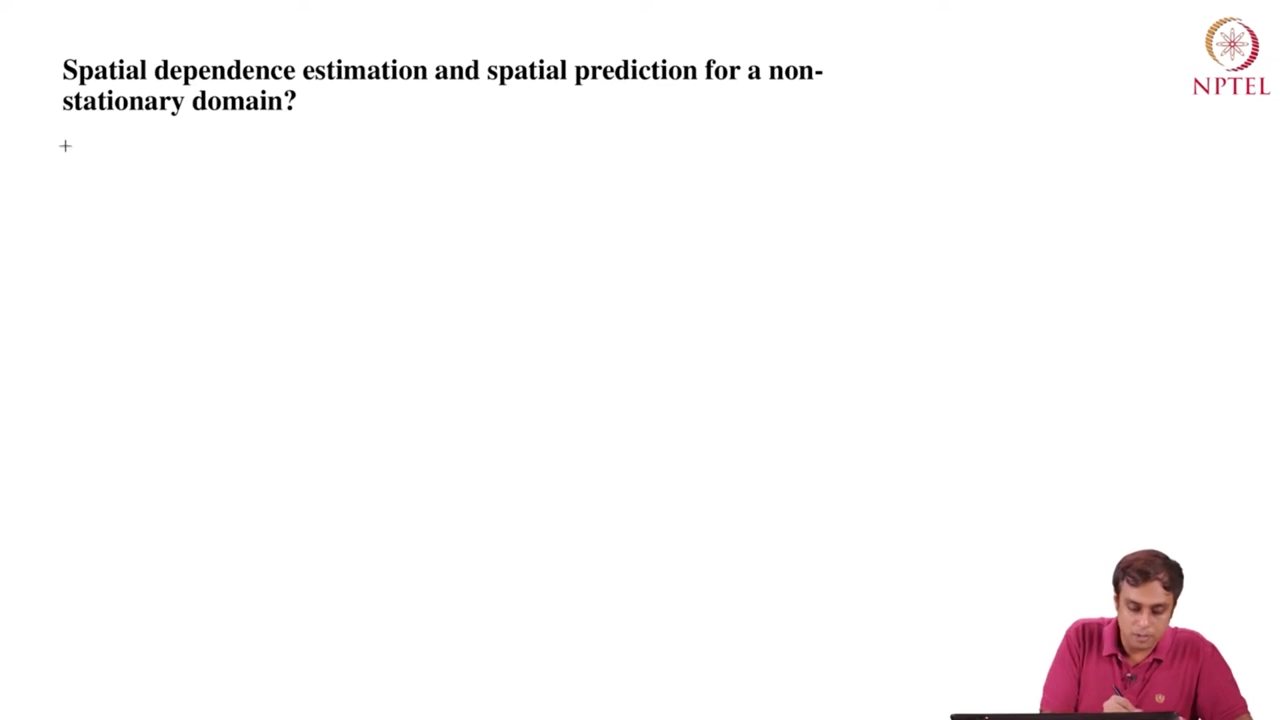 Spatial dependence estimation and spatial prediction for a non-
stationary domain?
NPTEL